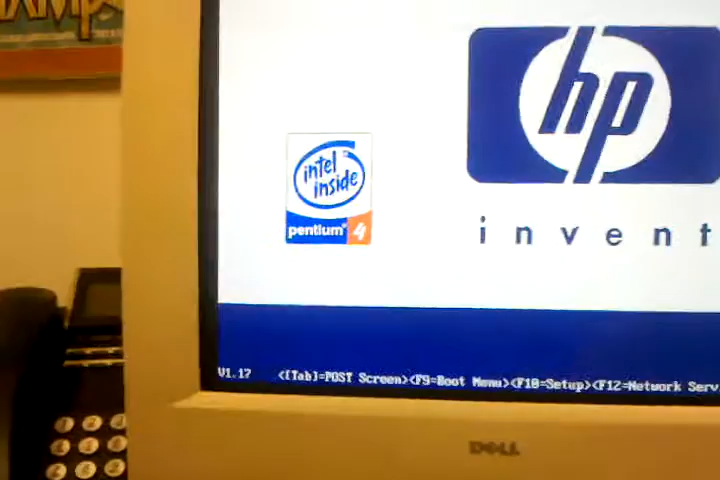 hp
intel
inside
pentium® 4
invent
V1.17 <[Tab]=POST Screen><F9=Boot Menu><F10=Setup><F12=Network Serv
DELL